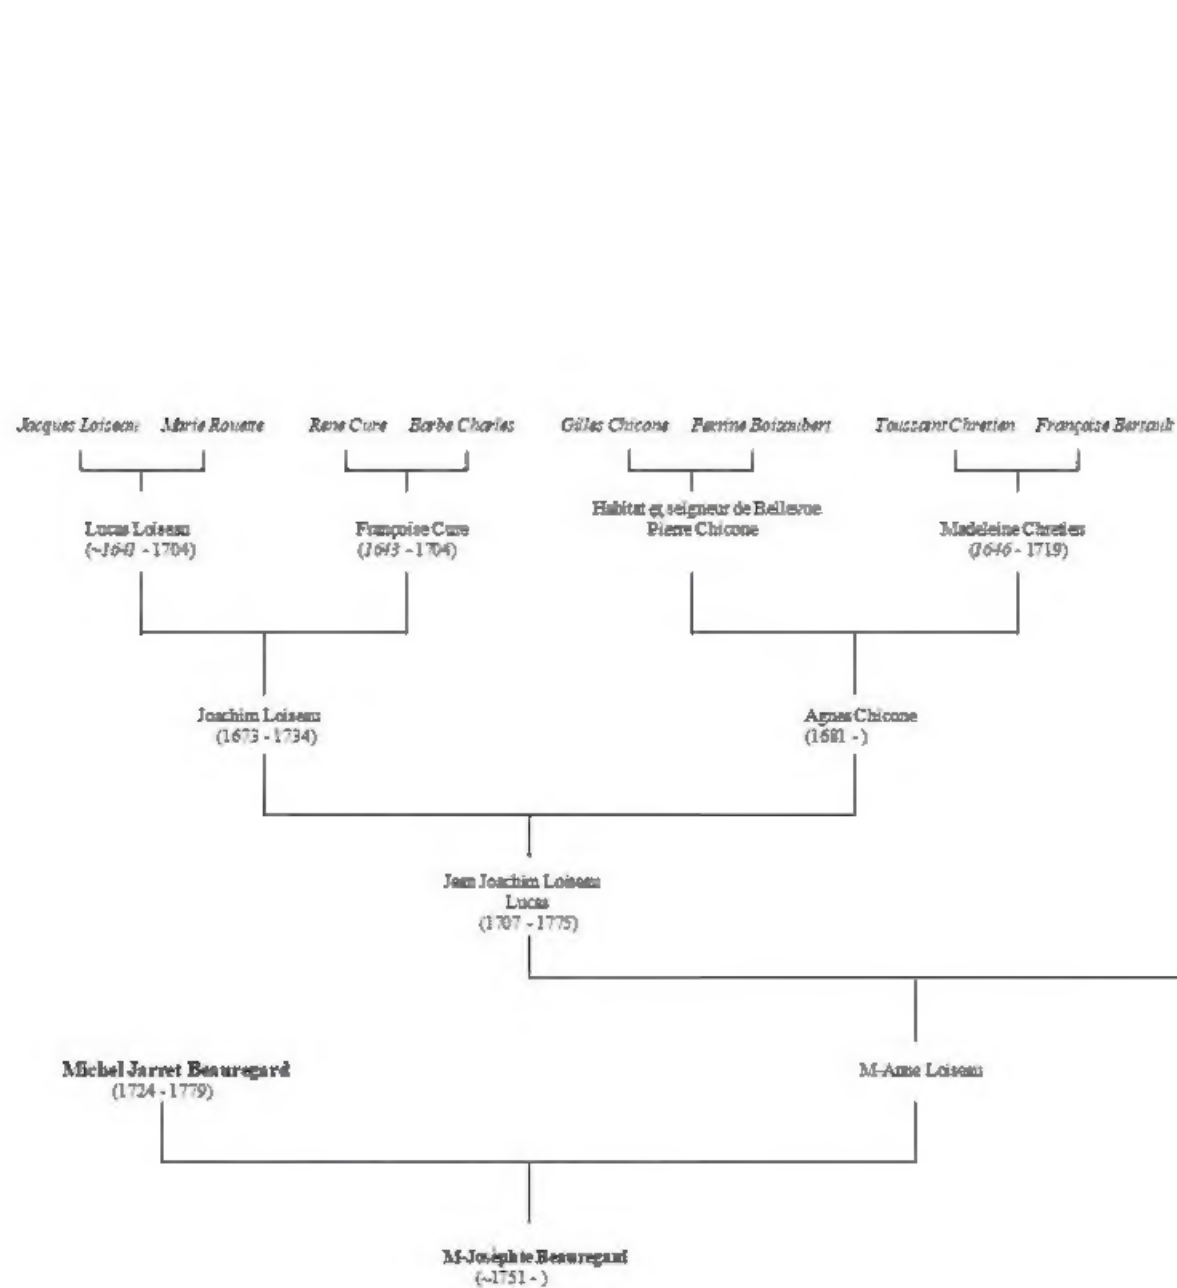 Jacques Loiseau Marie Rouette Rene Cure Barbe Charles Gilles Chicone Perrine Boizaubert Toussaint Chretien Françoise Bertault
Lucas Loiseau
(~1641 - 1704)
Françoise Cure
(1643 - 1704)
Habitat et seigneur de Bellevue
Pierre Chicone
Madeleine Chretien
(1646 - 1719)
Joachim Loiseau
(1673 - 1734)
Agnes Chicone
(1681 - )
Jean Joachim Loiseau
Lucas
(1707 - 1775)
Michel Jarret Beauregard
(1724 - 1779)
M-Anne Loiseau
M-Josephte Beauregard
(~1751 - )